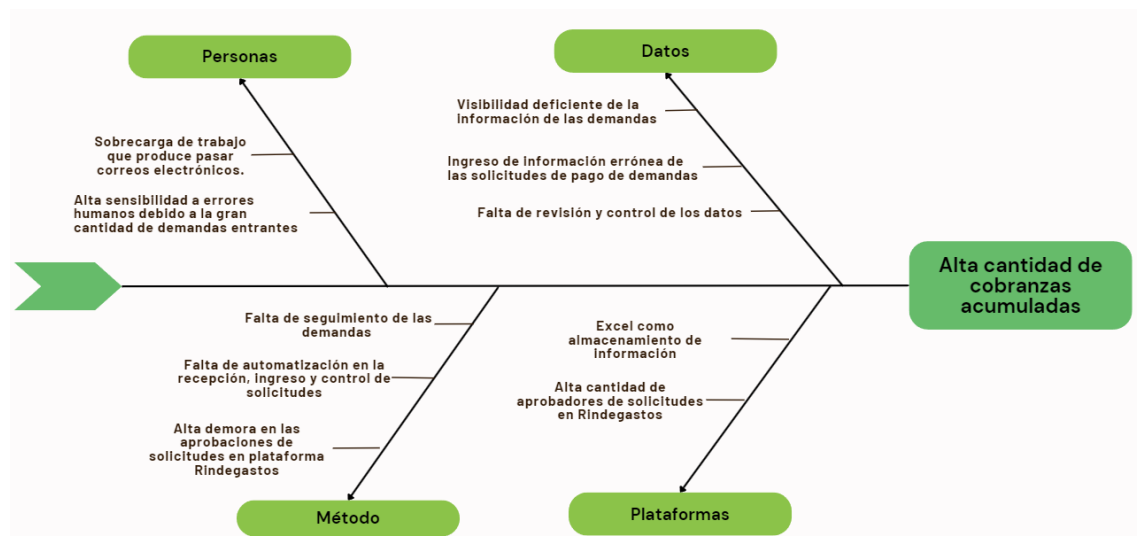 Personas
Datos
Visibilidad deficiente de la
información de las demandas
Sobrecarga de trabajo
que produce pasar
correos electrónicos.
Ingreso de información errónea de
las solicitudes de pago de demandas
Alta sensibilidad a errores
humanos debido a la gran
cantidad de demandas entrantes
Falta de revisión y control de los datos
Alta cantidad de
cobranzas
acumuladas
Falta de seguimiento de las
demandas
Excel como
almacenamiento de
información
Falta de automatización en la
recepción, ingreso y control de
solicitudes
Alta cantidad de
aprobadores de solicitudes
en Rindegastos
Alta demora en las
aprobaciones de
solicitudes en plataforma
Rindegastos
Método
Plataformas